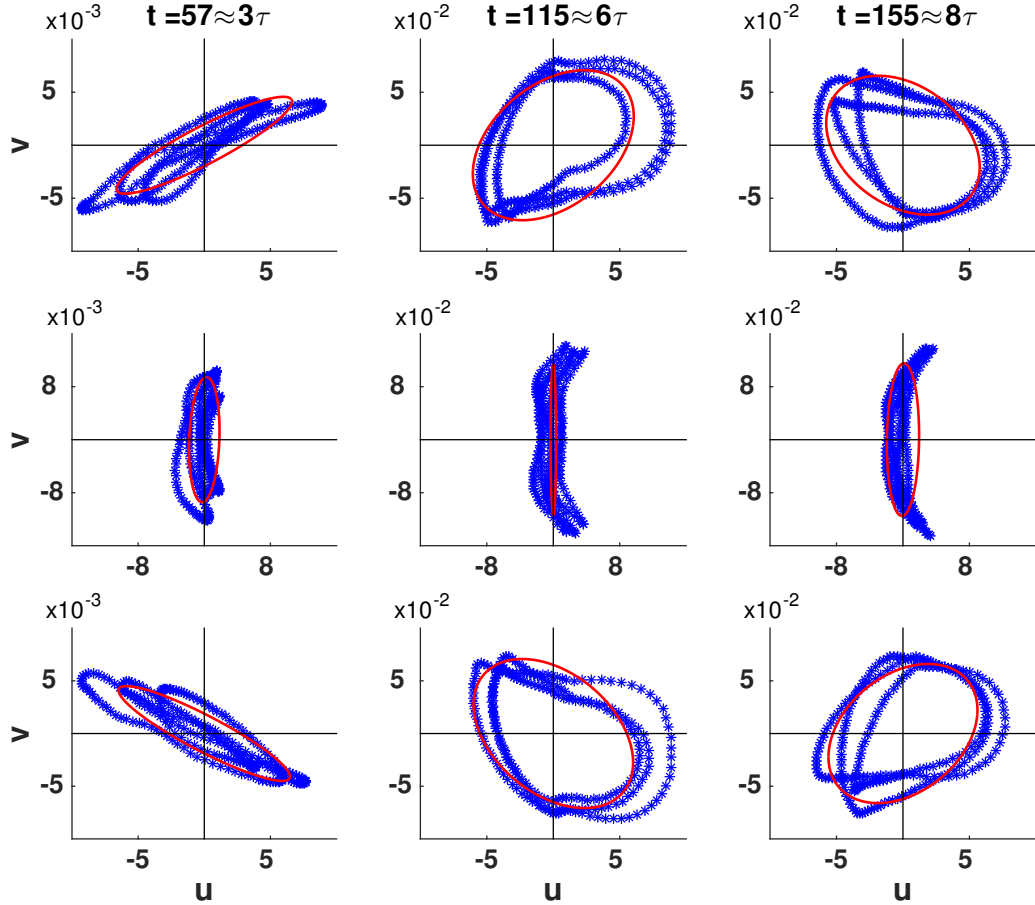 t =57≈3τ t =115≈6τ t =155≈8τ
x10⁻³ x10⁻² x10⁻²
5 5 5
v
-5 -5 -5
-5 5 -5 5 -5 5
x10⁻³ x10⁻² x10⁻²
8 8 8
v
-8 -8 -8
-8 8 -8 8 -8 8
x10⁻³ x10⁻² x10⁻²
5 5 5
v
-5 -5 -5
-5 5 -5 5 -5 5
u u u